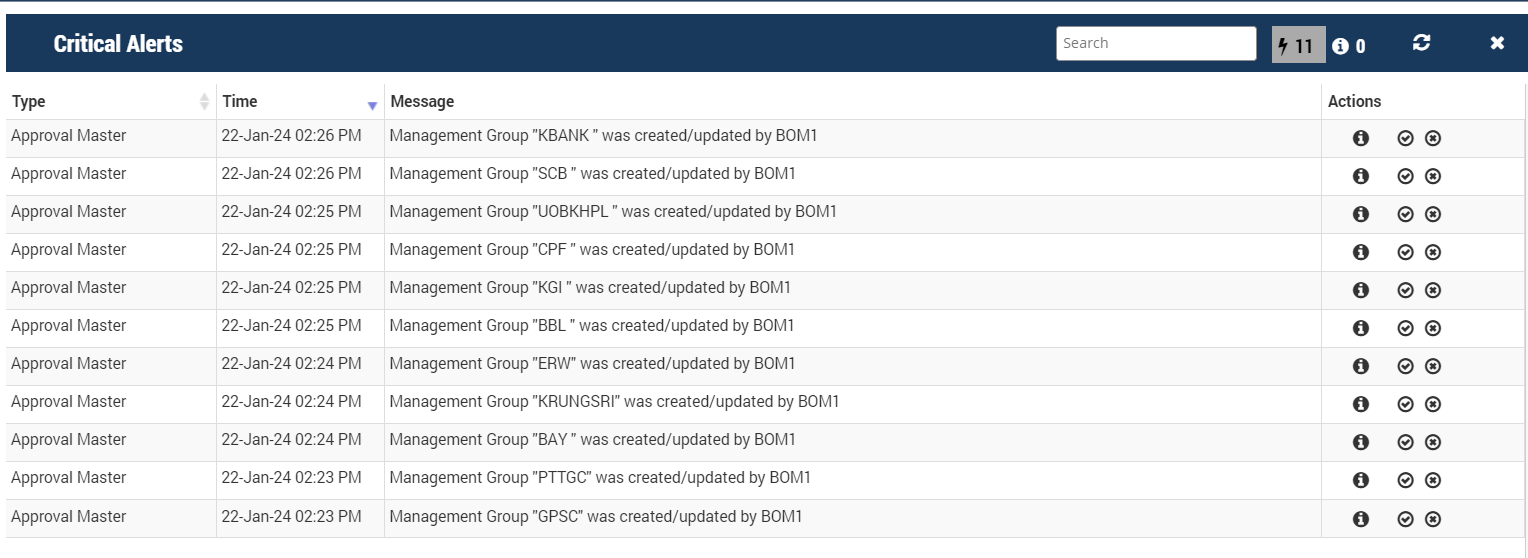 Critical Alerts Search 11 0
Type Time Message Actions
Approval Master 22-Jan-24 02:26 PM Management Group "KBANK " was created/updated by BOM1
Approval Master 22-Jan-24 02:26 PM Management Group "SCB " was created/updated by BOM1
Approval Master 22-Jan-24 02:25 PM Management Group "UOBKHPL " was created/updated by BOM1
Approval Master 22-Jan-24 02:25 PM Management Group "CPF " was created/updated by BOM1
Approval Master 22-Jan-24 02:25 PM Management Group "KGI " was created/updated by BOM1
Approval Master 22-Jan-24 02:25 PM Management Group "BBL " was created/updated by BOM1
Approval Master 22-Jan-24 02:24 PM Management Group "ERW" was created/updated by BOM1
Approval Master 22-Jan-24 02:24 PM Management Group "KRUNGSRI" was created/updated by BOM1
Approval Master 22-Jan-24 02:24 PM Management Group "BAY " was created/updated by BOM1
Approval Master 22-Jan-24 02:23 PM Management Group "PTTGC" was created/updated by BOM1
Approval Master 22-Jan-24 02:23 PM Management Group "GPSC" was created/updated by BOM1